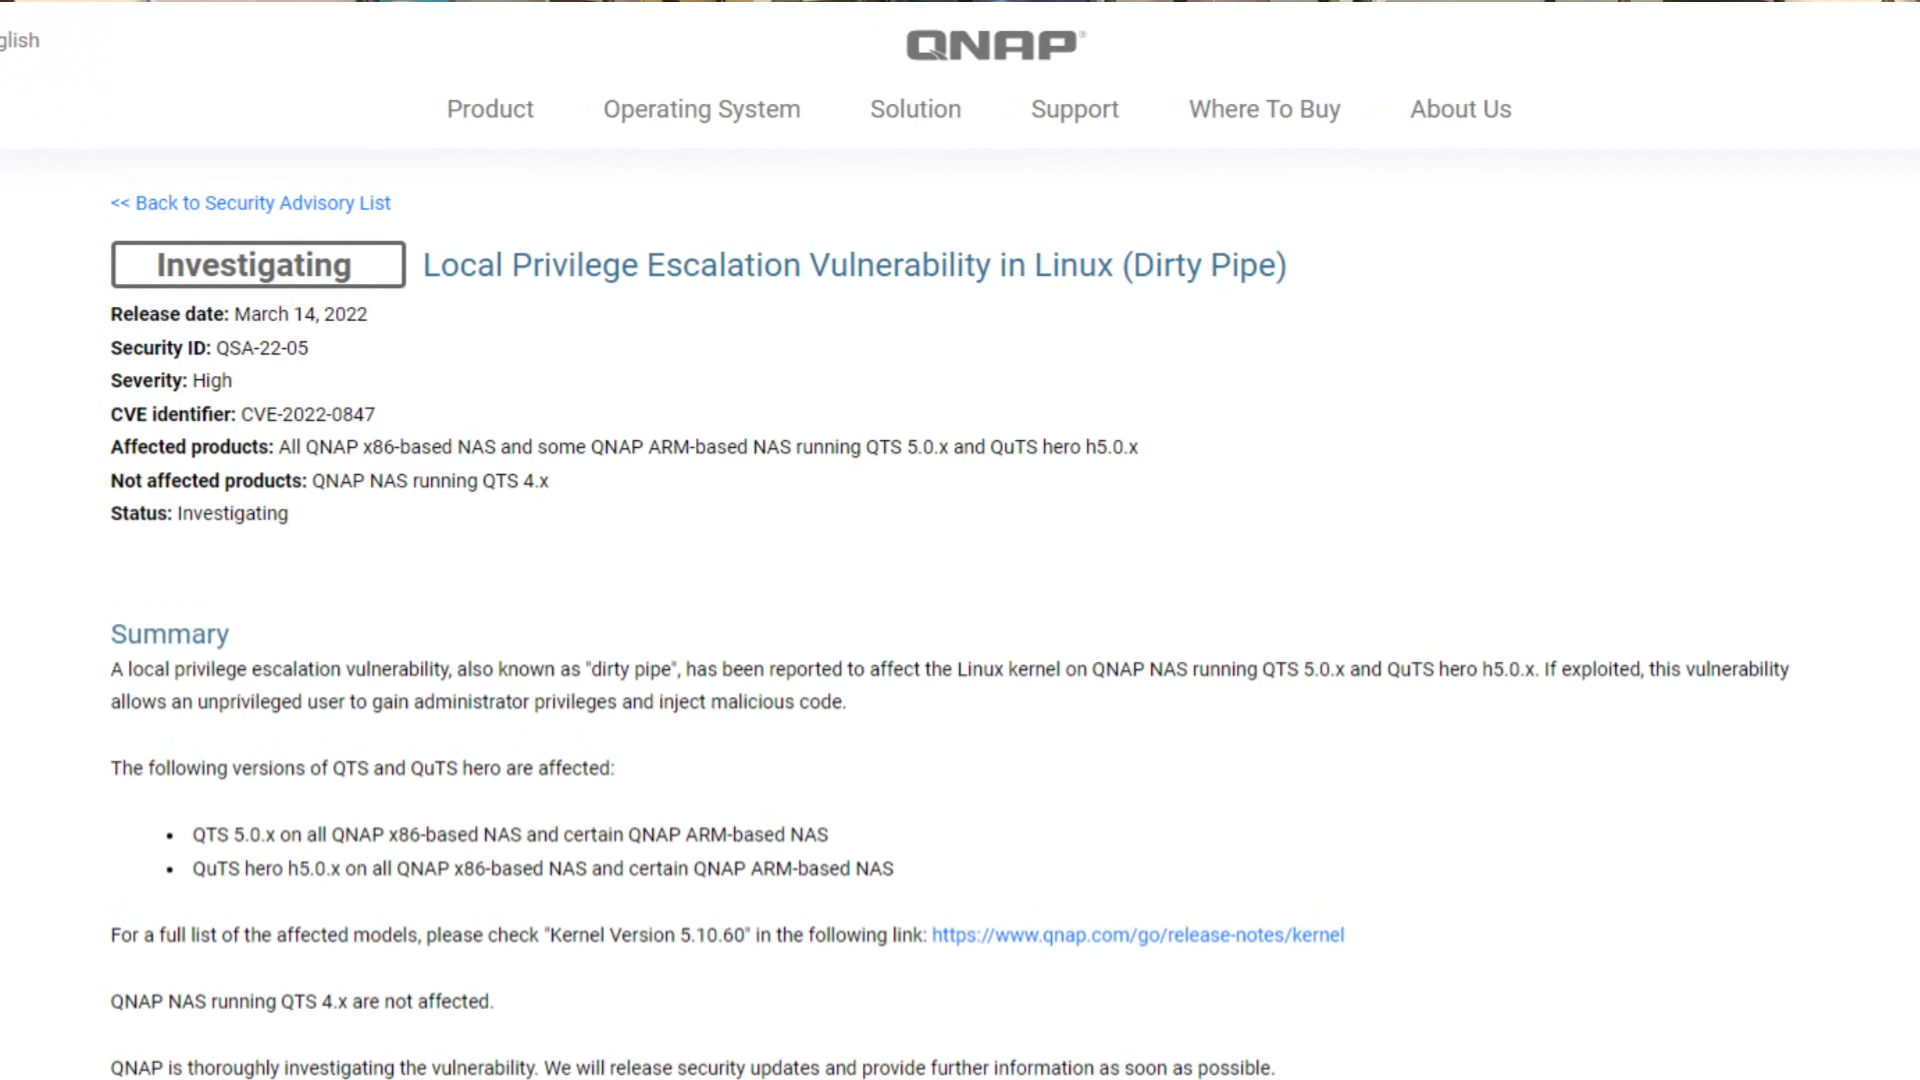 glish
QNAP®
Product Operating System Solution Support Where To Buy About Us
<< Back to Security Advisory List
Investigating Local Privilege Escalation Vulnerability in Linux (Dirty Pipe)
Release date: March 14, 2022
Security ID: QSA-22-05
Severity: High
CVE identifier: CVE-2022-0847
Affected products: All QNAP x86-based NAS and some QNAP ARM-based NAS running QTS 5.0.x and QuTS hero h5.0.x
Not affected products: QNAP NAS running QTS 4.x
Status: Investigating
Summary
A local privilege escalation vulnerability, also known as "dirty pipe", has been reported to affect the Linux kernel on QNAP NAS running QTS 5.0.x and QuTS hero h5.0.x. If exploited, this vulnerability
allows an unprivileged user to gain administrator privileges and inject malicious code.
The following versions of QTS and QuTS hero are affected:
• QTS 5.0.x on all QNAP x86-based NAS and certain QNAP ARM-based NAS
• QuTS hero h5.0.x on all QNAP x86-based NAS and certain QNAP ARM-based NAS
For a full list of the affected models, please check "Kernel Version 5.10.60" in the following link: https://www.qnap.com/go/release-notes/kernel
QNAP NAS running QTS 4.x are not affected.
QNAP is thoroughly investigating the vulnerability. We will release security updates and provide further information as soon as possible.